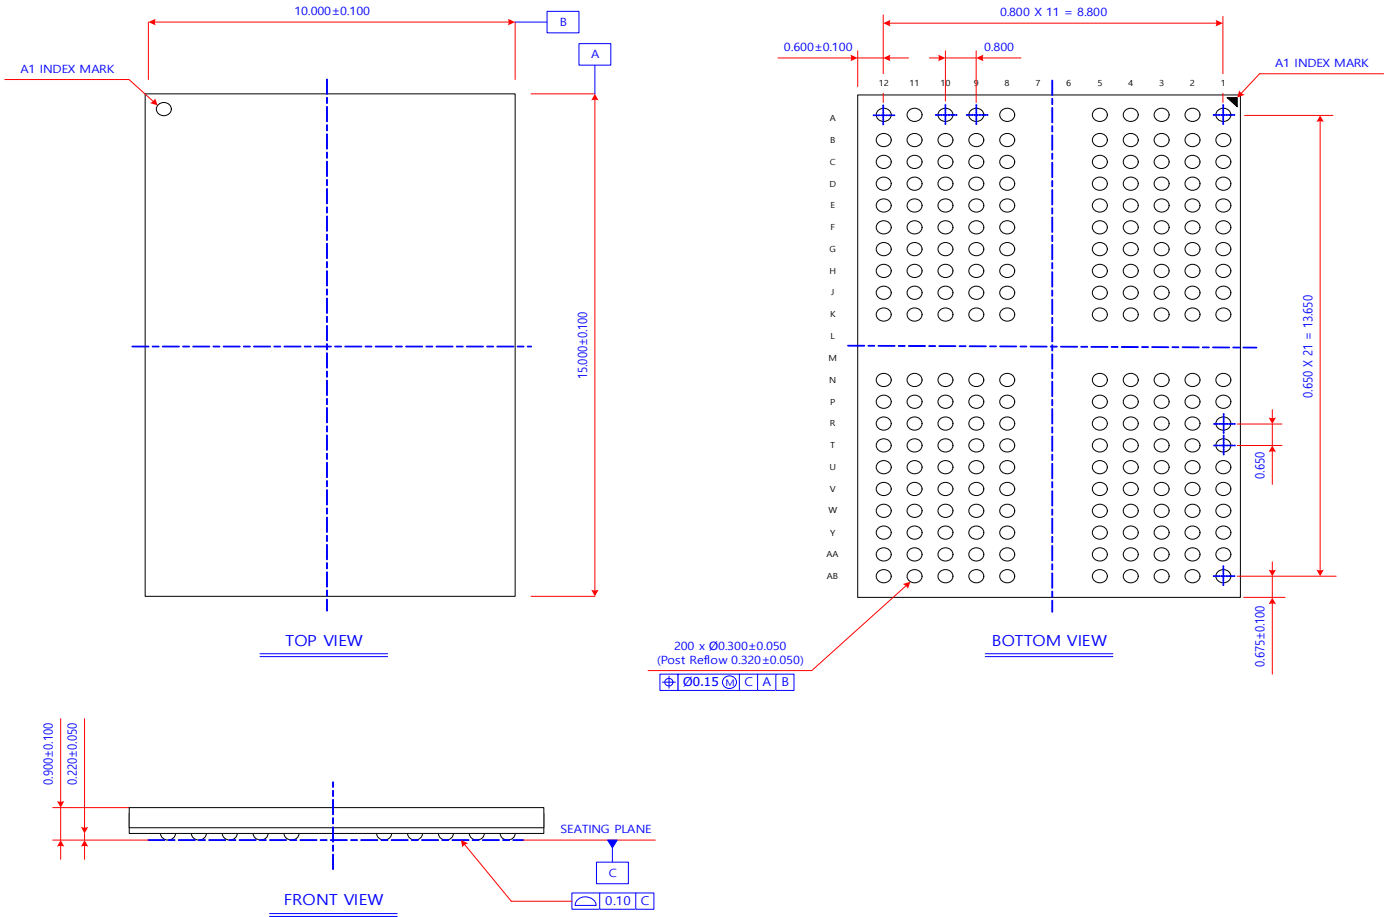 10.000±0.100
B
A
A1 INDEX MARK
15.000±0.100
TOP VIEW
0.800 X 11 = 8.800
0.600±0.100
0.800
A1 INDEX MARK
12 11 10 9 8 7 6 5 4 3 2 1
A
B
C
D
E
F
G
H
J
K
L
M
N
P
R
T
U
V
W
Y
AA
AB
0.650 X 21 = 13.650
0.650
0.675±0.100
200 x Ø0.300±0.050
(Post Reflow 0.320±0.050)
⌖ Ø0.15 Ⓜ C A B
BOTTOM VIEW
0.900±0.100
0.220±0.050
SEATING PLANE
C
⌓ 0.10 C
FRONT VIEW